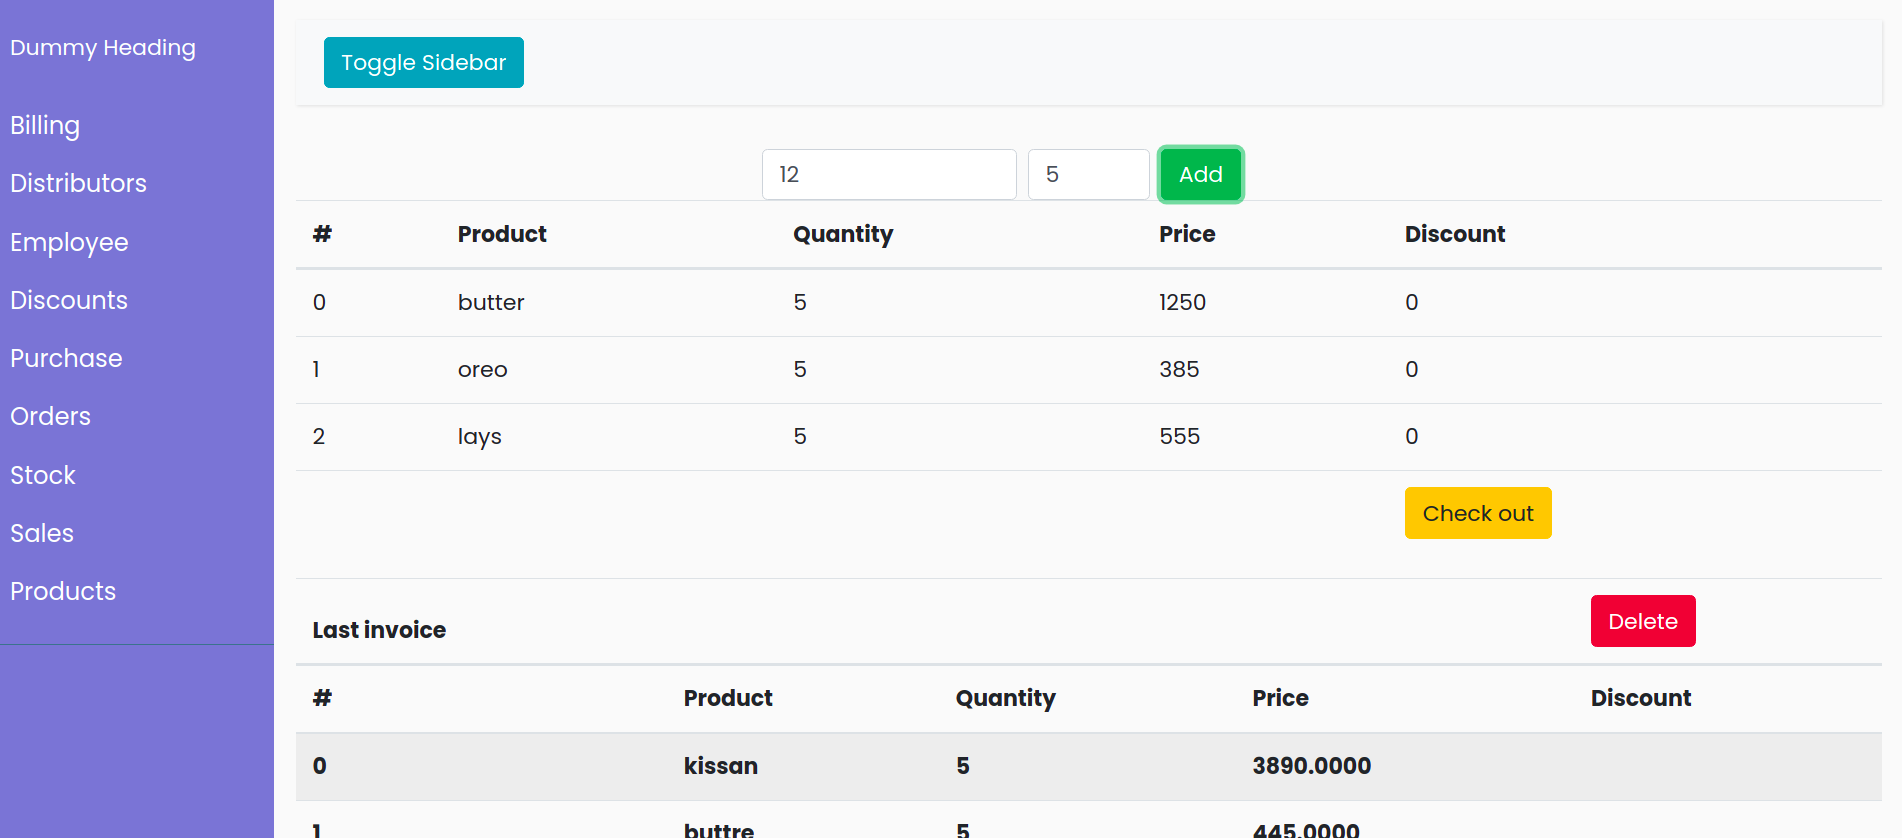 Dummy Heading
Billing
Distributors
Employee
Discounts
Purchase
Orders
Stock
Sales
Products
Toggle Sidebar
12 5 Add
# Product Quantity Price Discount
0 butter 5 1250 0
1 oreo 5 385 0
2 lays 5 555 0
Check out
Last invoice Delete
# Product Quantity Price Discount
0 kissan 5 3890.0000
1 buttre 5 445.0000